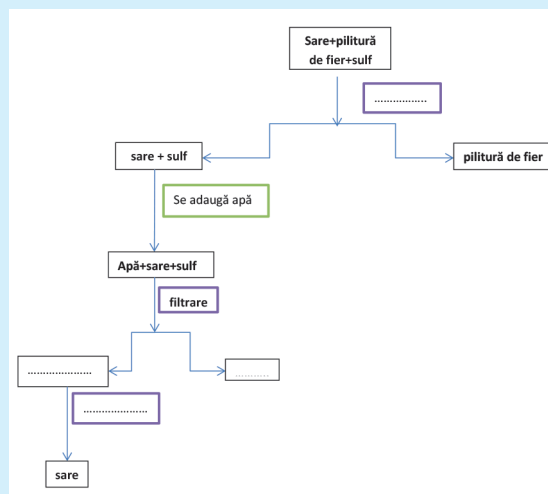 Sare+pilitură
de fier+sulf
................
sare + sulf
pilitură de fier
Se adaugă apă
Apă+sare+sulf
filtrare
.....................
...........
.....................
sare